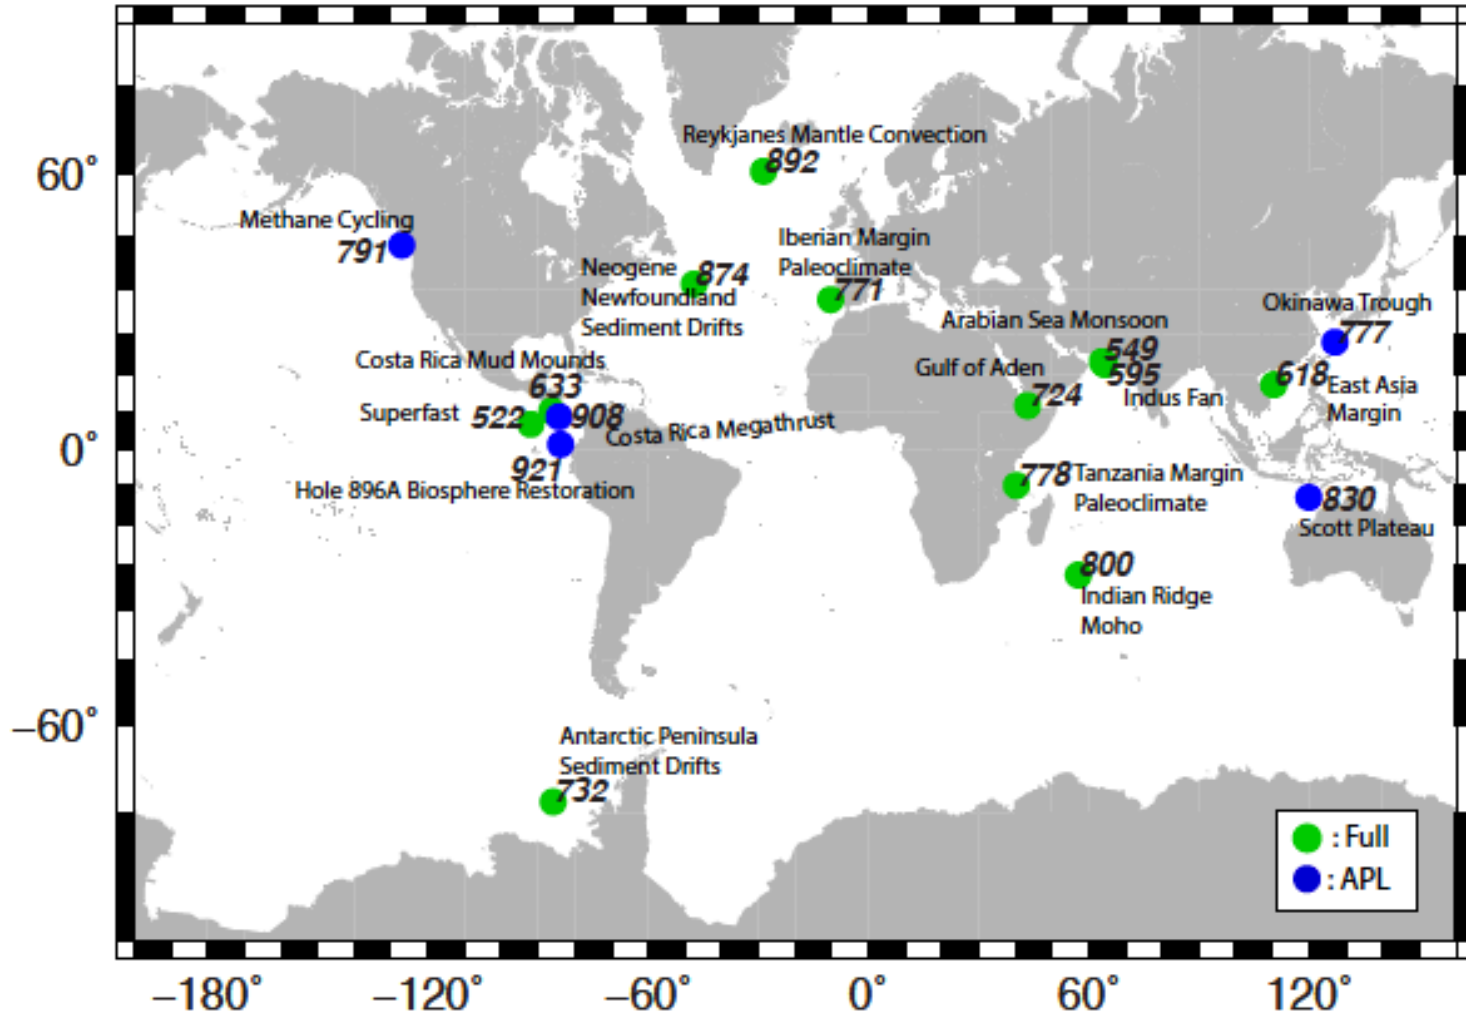 Reykjanes Mantle Convection
892
60°
Methane Cycling
791
Iberian Margin
Paleoclimate
771
Neogene
874
Newfoundland
Sediment Drifts
Okinawa Trough
777
Arabian Sea Monsoon
549
595
Indus Fan
Gulf of Aden
724
618
East Asia
Margin
Costa Rica Mud Mounds
633
Superfast
522
908
Costa Rica Megathrust
0°
921
Hole 896A Biosphere Restoration
778
Tanzania Margin
Paleoclimate
830
Scott Plateau
800
Indian Ridge
Moho
−60°
Antarctic Peninsula
Sediment Drifts
732
: Full
: APL
−180°
−120°
−60°
0°
60°
120°